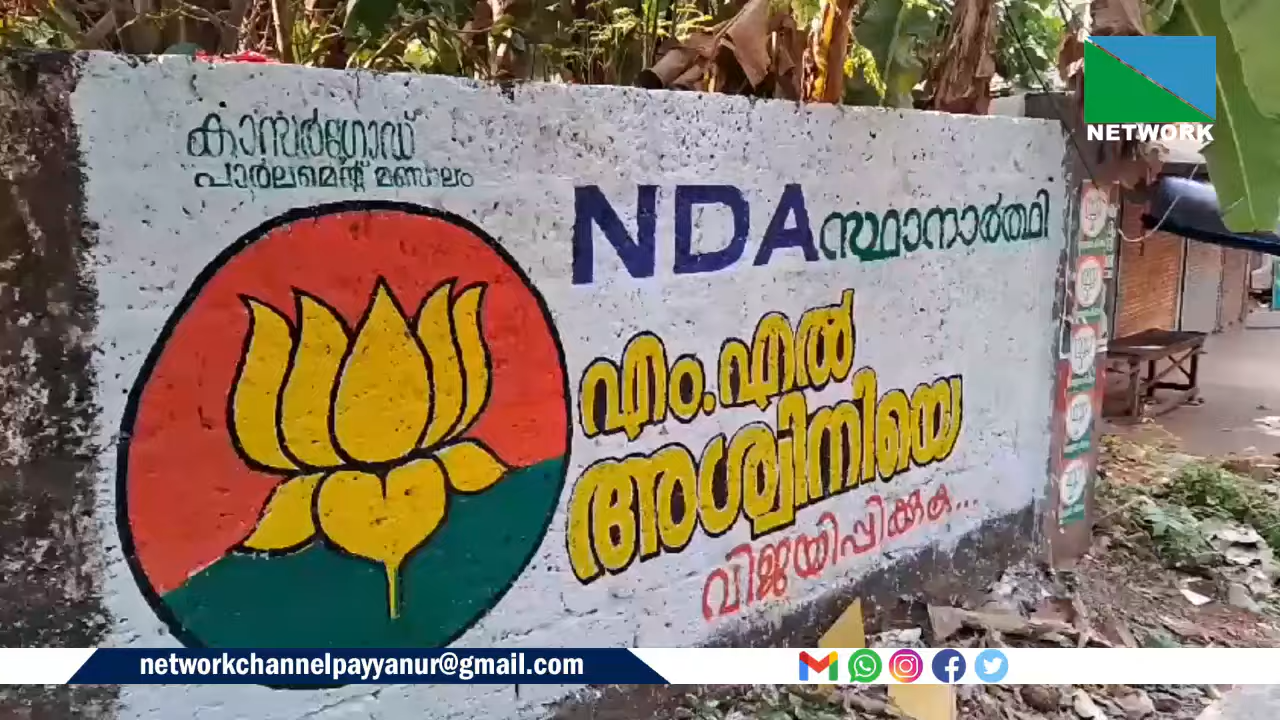 കാസർഗോഡ്
പാർലമെന്റ് മണ്ഡലം
NDA സ്ഥാനാർത്ഥി
എം.എൽ
അശ്വിനിയെ
വിജയിപ്പിക്കുക...
NETWORK
networkchannelpayyanur@gmail.com